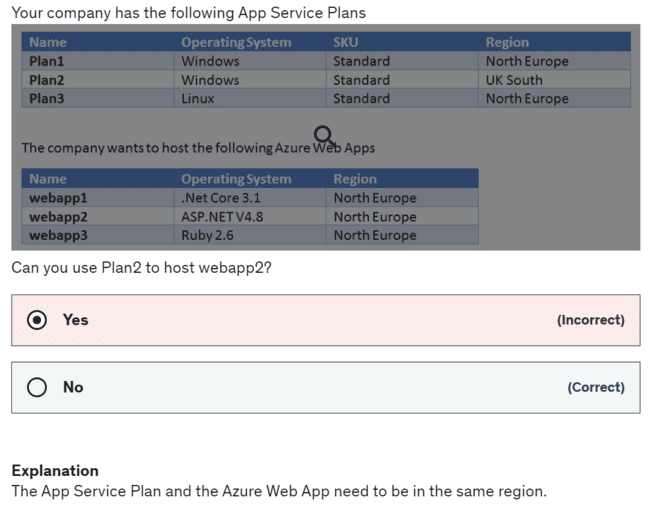 Your company has the following App Service Plans
Name Operating System SKU Region
Plan1 Windows Standard North Europe
Plan2 Windows Standard UK South
Plan3 Linux Standard North Europe
The company wants to host the following Azure Web Apps
Name Operating System Region
webapp1 .Net Core 3.1 North Europe
webapp2 ASP.NET V4.8 North Europe
webapp3 Ruby 2.6 North Europe
Can you use Plan2 to host webapp2?
Yes (Incorrect)
No (Correct)
Explanation
The App Service Plan and the Azure Web App need to be in the same region.